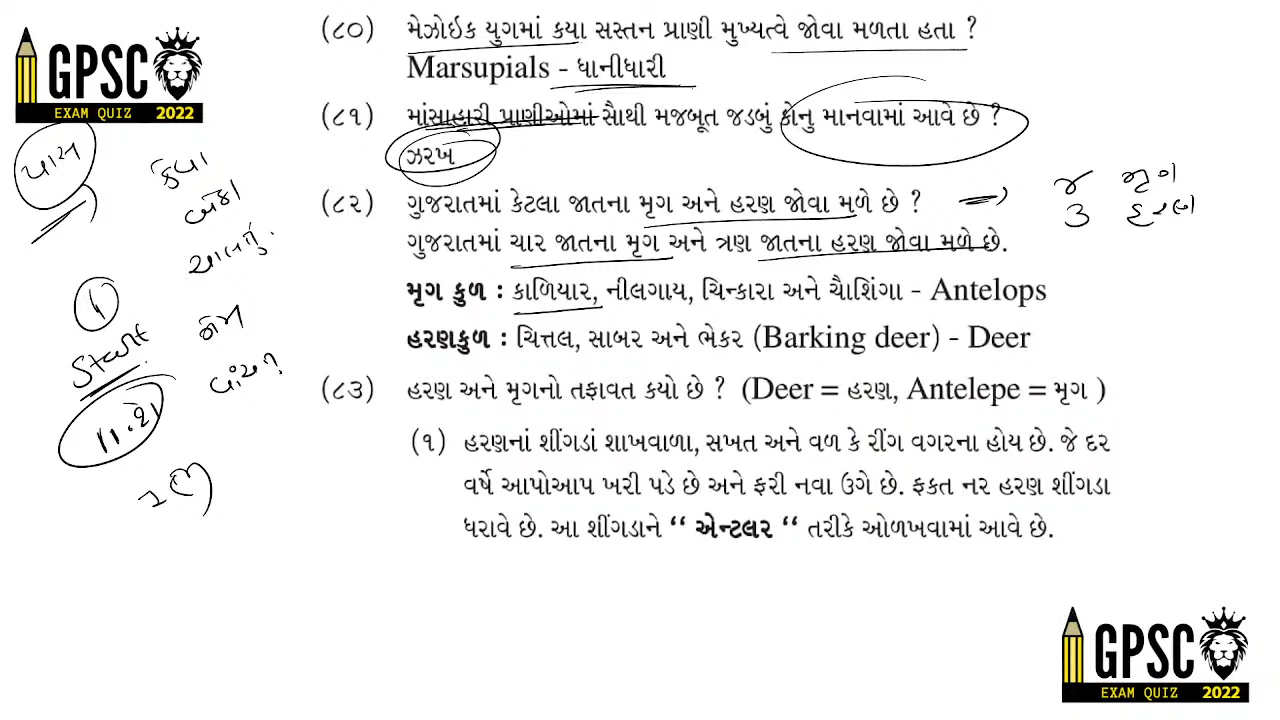 GPSC
EXAM QUIZ 2022
(૮૦) મેઝોઇક યુગમાં કયા સસ્તન પ્રાણી મુખ્યત્વે જોવા મળતા હતા ?
Marsupials - ધાનીધારી
(૮૧) માંસાહારી પ્રાણીઓમાં સૈાથી મજબૂત જડબું કોનુ માનવામાં આવે છે ?
ઝરખ
(૮૨) ગુજરાતમાં કેટલા જાતના મૃગ અને હરણ જોવા મળે છે ?
૪ મૃગ
૩ હરણ
ગુજરાતમાં ચાર જાતના મૃગ અને ત્રણ જાતના હરણ જોવા મળે છે.
મૃગ કુળ : કાળિયાર, નીલગાય, ચિન્કારા અને ચૈાશિંગા - Antelops
હરણકુળ : ચિત્તલ, સાબર અને ભેકર (Barking deer) - Deer
(૮૩) હરણ અને મૃગનો તફાવત કયો છે ? (Deer = હરણ, Antelepe = મૃગ )
(૧) હરણનાં શીંગડાં શાખવાળા, સખત અને વળ કે રીંગ વગરના હોય છે. જે દર
વર્ષે આપોઆપ ખરી પડે છે અને ફરી નવા ઉગે છે. ફકત નર હરણ શીંગડા
ધરાવે છે. આ શીંગડાને “ એન્ટલર “ તરીકે ઓળખવામાં આવે છે.
Start
GPSC
EXAM QUIZ 2022